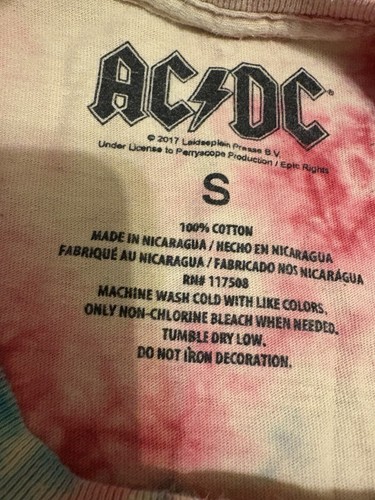 AC⚡DC®
© 2017 Leidseplein Presse B.V.
Under License to Perryscope Production / Epic Rights
S
100% COTTON
MADE IN NICARAGUA / HECHO EN NICARAGUA
FABRIQUÉ AU NICARAGUA / FABRICADO NOS NICARÁGUA
RN# 117508
MACHINE WASH COLD WITH LIKE COLORS.
ONLY NON-CHLORINE BLEACH WHEN NEEDED.
TUMBLE DRY LOW.
DO NOT IRON DECORATION.